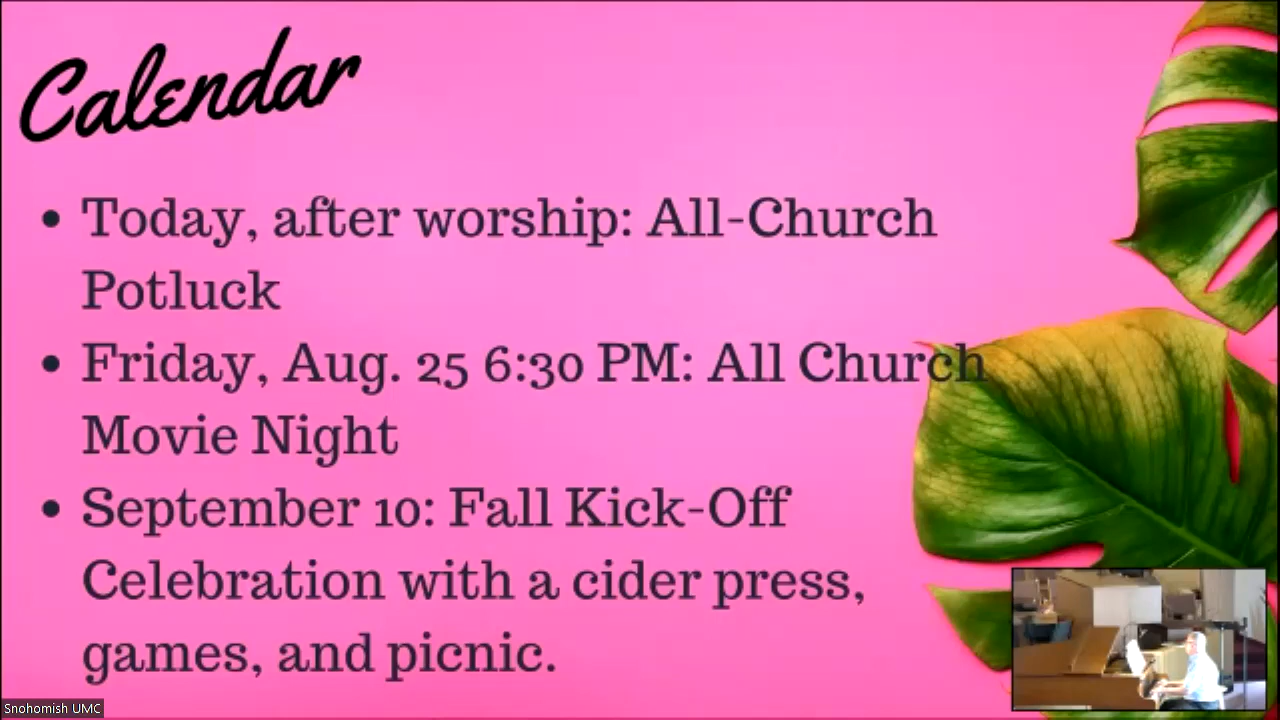 Calendar
• Today, after worship: All-Church
Potluck
• Friday, Aug. 25 6:30 PM: All Church
Movie Night
• September 10: Fall Kick-Off
Celebration with a cider press,
games, and picnic.
Snohomish UMC